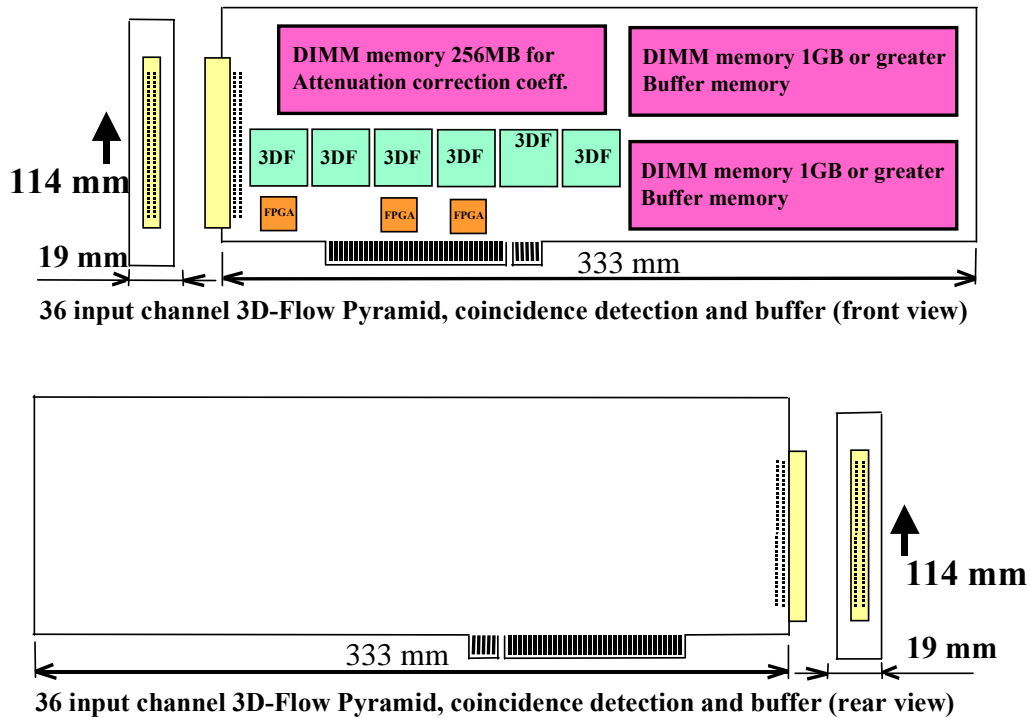 DIMM memory 256MB for
Attenuation correction coeff.
DIMM memory 1GB or greater
Buffer memory
3DF 3DF 3DF 3DF 3DF 3DF
DIMM memory 1GB or greater
Buffer memory
FPGA FPGA FPGA
114 mm
19 mm
333 mm
36 input channel 3D-Flow Pyramid, coincidence detection and buffer (front view)
114 mm
333 mm
19 mm
36 input channel 3D-Flow Pyramid, coincidence detection and buffer (rear view)